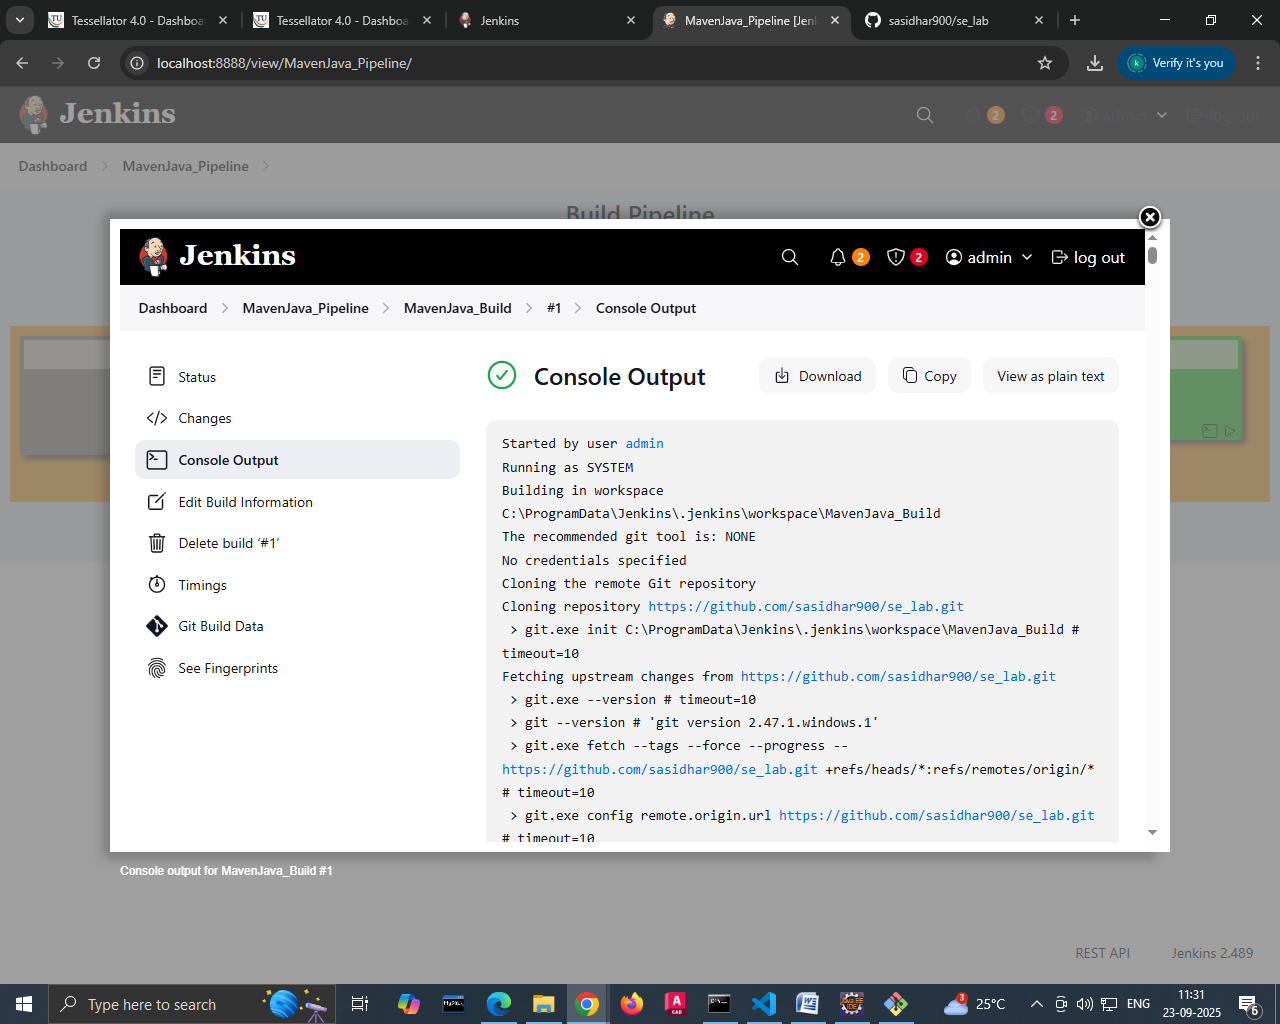 Tessellator 4.0 - Dashboa
Tessellator 4.0 - Dashboa
Jenkins
MavenJava_Pipeline [Jenk
sasidhar900/se_lab
localhost:8888/view/MavenJava_Pipeline/
k
Verify it's you
Jenkins
2
2
admin
log out
Dashboard
MavenJava_Pipeline
Build Pipeline
Jenkins
2
2
admin
log out
Dashboard
MavenJava_Pipeline
MavenJava_Build
#1
Console Output
Status
Changes
Console Output
Edit Build Information
Delete build ‘#1’
Timings
Git Build Data
See Fingerprints
Console Output
Download
Copy
View as plain text
Started by user admin
Running as SYSTEM
Building in workspace
C:\ProgramData\Jenkins\.jenkins\workspace\MavenJava_Build
The recommended git tool is: NONE
No credentials specified
Cloning the remote Git repository
Cloning repository https://github.com/sasidhar900/se_lab.git
> git.exe init C:\ProgramData\Jenkins\.jenkins\workspace\MavenJava_Build #
timeout=10
Fetching upstream changes from https://github.com/sasidhar900/se_lab.git
> git.exe --version # timeout=10
> git --version # 'git version 2.47.1.windows.1'
> git.exe fetch --tags --force --progress --
https://github.com/sasidhar900/se_lab.git +refs/heads/*:refs/remotes/origin/*
# timeout=10
> git.exe config remote.origin.url https://github.com/sasidhar900/se_lab.git
# timeout=10
Console output for MavenJava_Build #1
REST API
Jenkins 2.489
Type here to search
3
25°C
ENG
11:31
23-09-2025
6